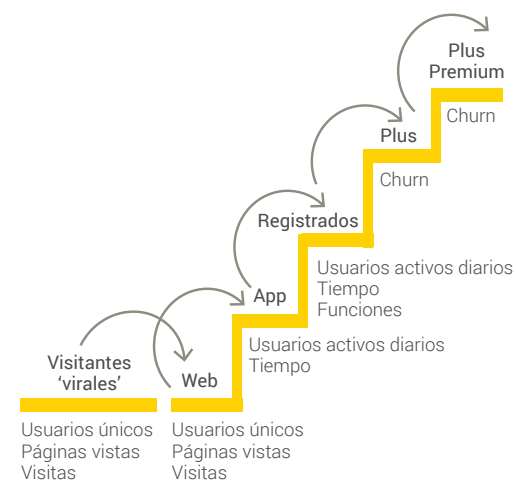 Plus
Premium
Churn
Plus
Churn
Registrados
Usuarios activos diarios
Tiempo
Funciones
App
Usuarios activos diarios
Tiempo
Visitantes
‘virales’
Web
Usuarios únicos
Páginas vistas
Visitas
Usuarios únicos
Páginas vistas
Visitas